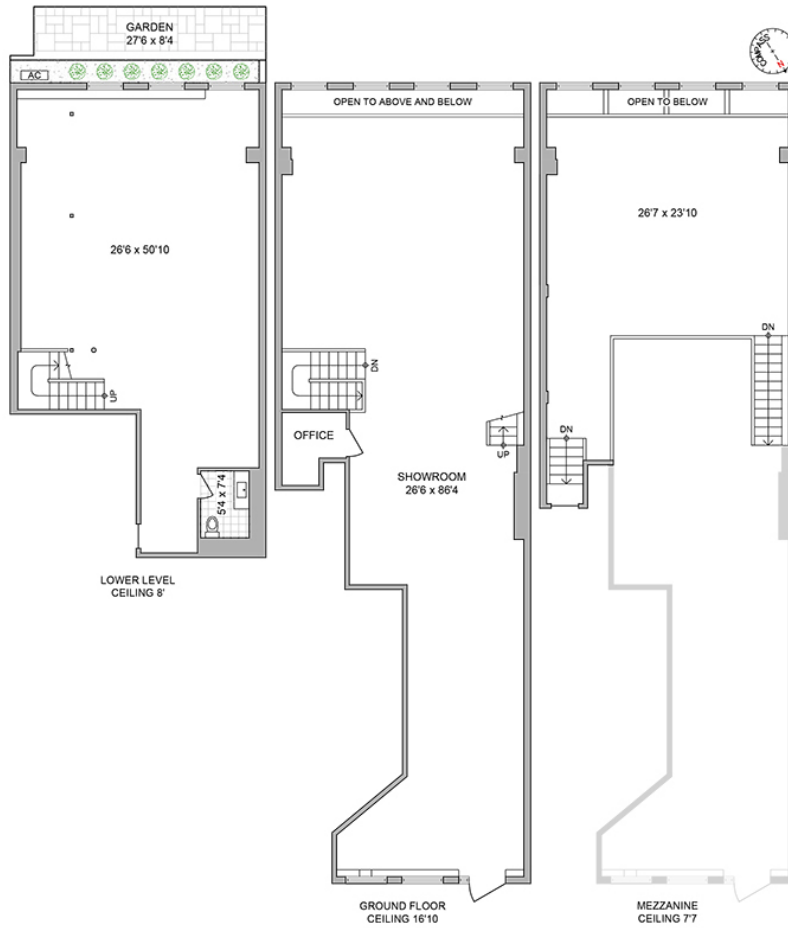 GARDEN
27'6 x 8'4
AC
COMPASS
N
OPEN TO ABOVE AND BELOW
OPEN TO BELOW
26'6 x 50'10
26'7 x 23'10
UP
DN
DN
DN
OFFICE
UP
SHOWROOM
26'6 x 86'4
5'4 x 7'4
LOWER LEVEL
CEILING 8'
GROUND FLOOR
CEILING 16'10
MEZZANINE
CEILING 7'7